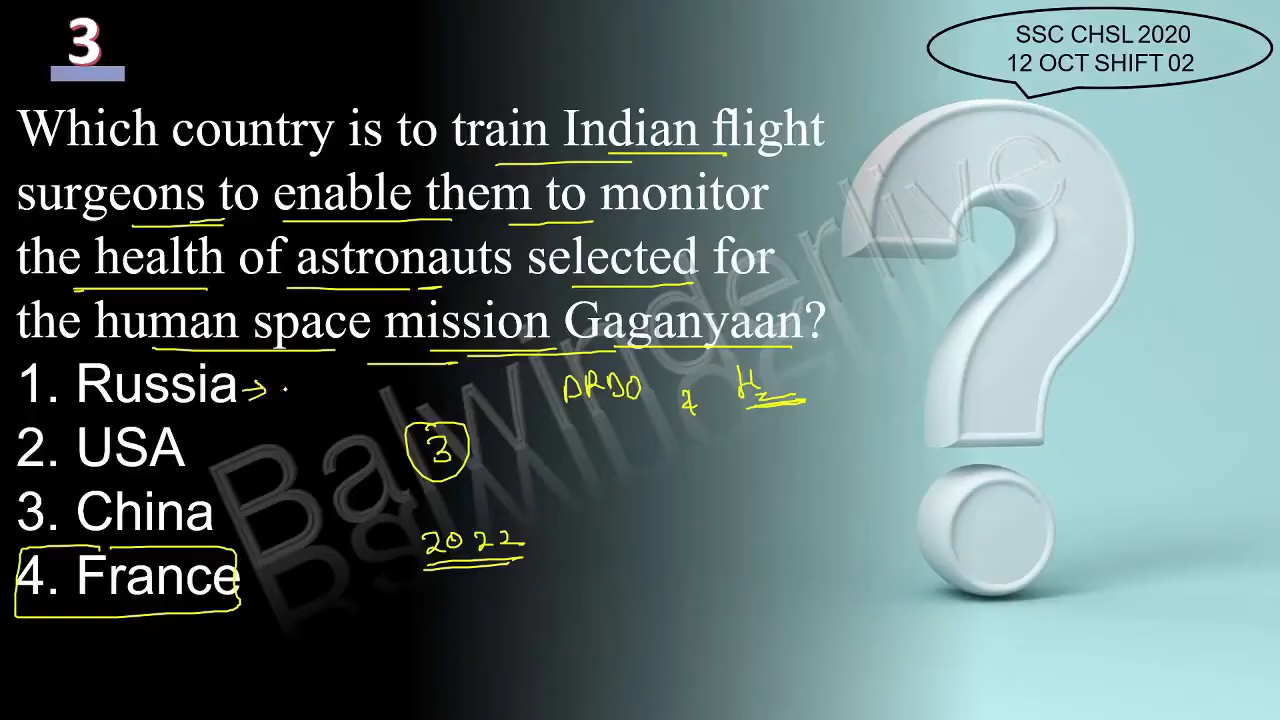 3
SSC CHSL 2020
12 OCT SHIFT 02
Which country is to train Indian flight
surgeons to enable them to monitor
the health of astronauts selected for
the human space mission Gaganyaan?
1. Russia
DRDO
2. USA
3
3. China
2022
4. France
Balwingerlive